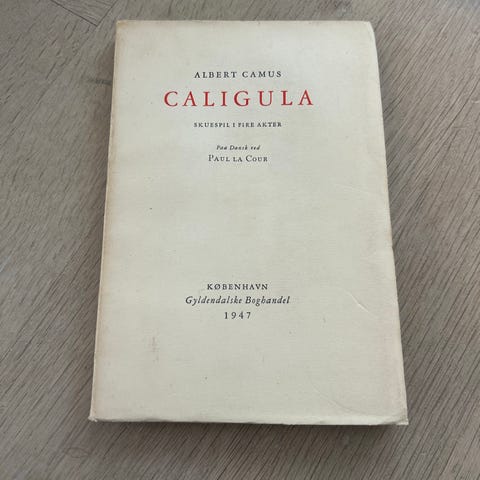 ALBERT CAMUS
CALIGULA
SKUESPIL I FIRE AKTER
Paa Dansk ved
PAUL LA COUR
KØBENHAVN
Gyldendalske Boghandel
1947